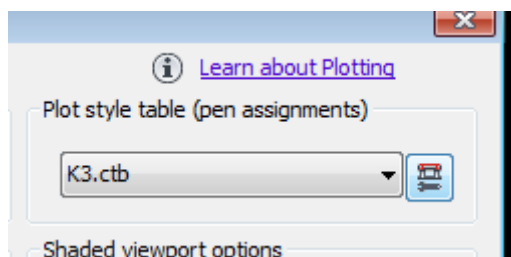 Learn about Plotting
Plot style table (pen assignments)
K3.ctb
Shaded viewport options